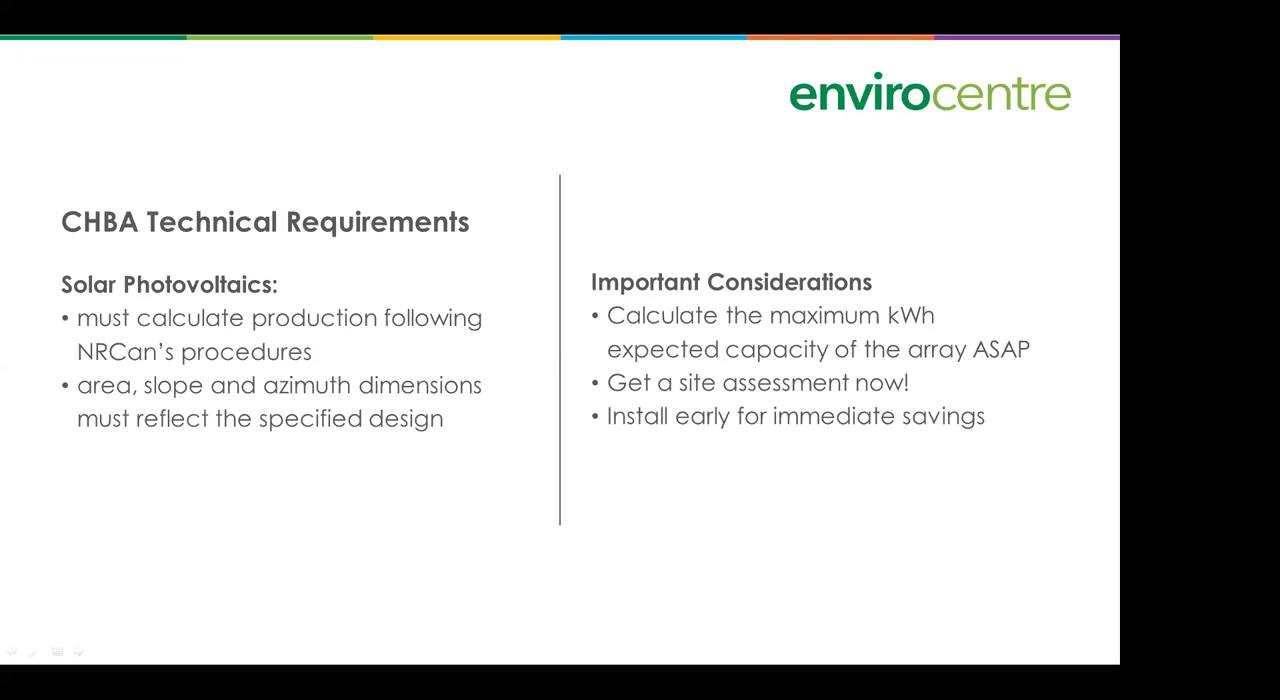 envirocentre
CHBA Technical Requirements
Solar Photovoltaics:
• must calculate production following
NRCan’s procedures
• area, slope and azimuth dimensions
must reflect the specified design
Important Considerations
• Calculate the maximum kWh
expected capacity of the array ASAP
• Get a site assessment now!
• Install early for immediate savings